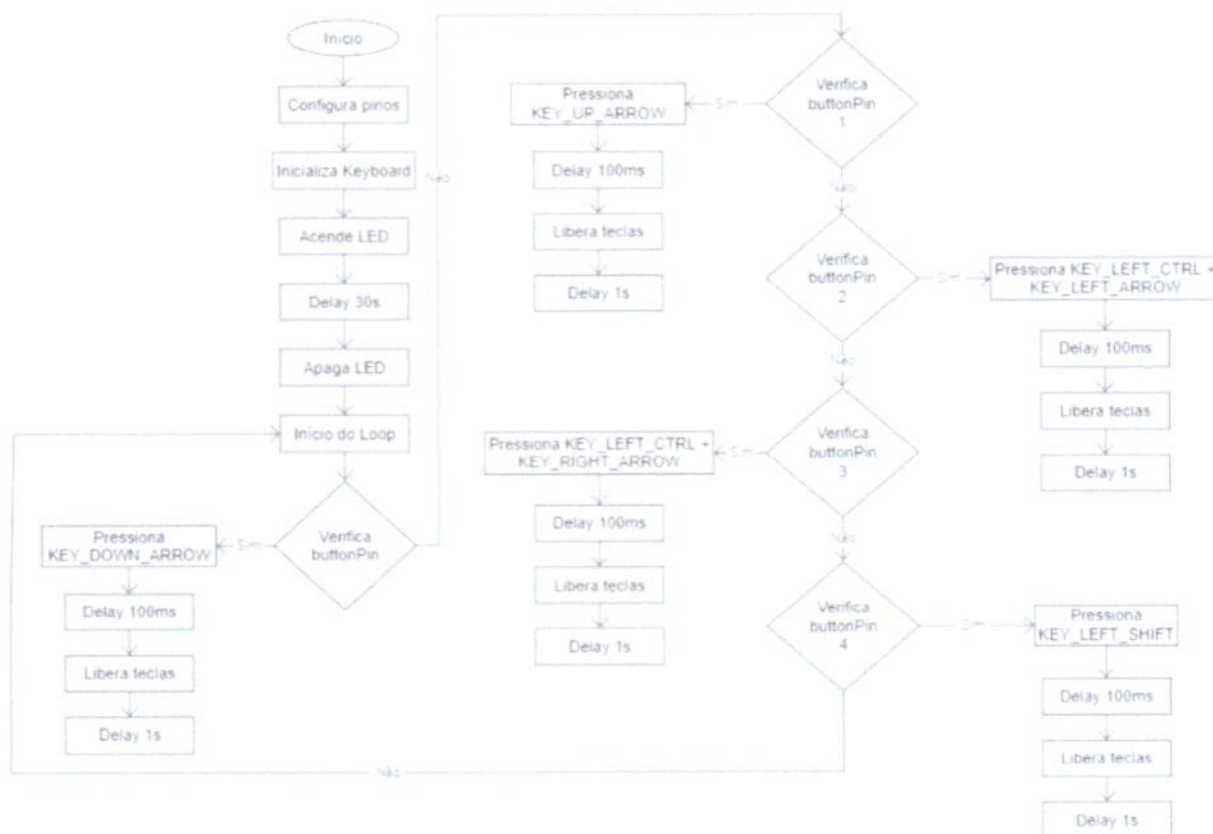 Início
Configura pinos
Inicializa Keyboard
Acende LED
Delay 30s
Apaga LED
Início do Loop
Verifica
buttonPin
Sim
Pressiona
KEY_DOWN_ARROW
Delay 100ms
Libera teclas
Delay 1s
Não
Verifica
buttonPin
1
Sim
Pressiona
KEY_UP_ARROW
Delay 100ms
Libera teclas
Delay 1s
Não
Verifica
buttonPin
2
Sim
Pressiona KEY_LEFT_CTRL +
KEY_LEFT_ARROW
Delay 100ms
Libera teclas
Delay 1s
Não
Verifica
buttonPin
3
Sim
Pressiona KEY_LEFT_CTRL +
KEY_RIGHT_ARROW
Delay 100ms
Libera teclas
Delay 1s
Não
Verifica
buttonPin
4
Sim
Pressiona
KEY_LEFT_SHIFT
Delay 100ms
Libera teclas
Delay 1s
Não